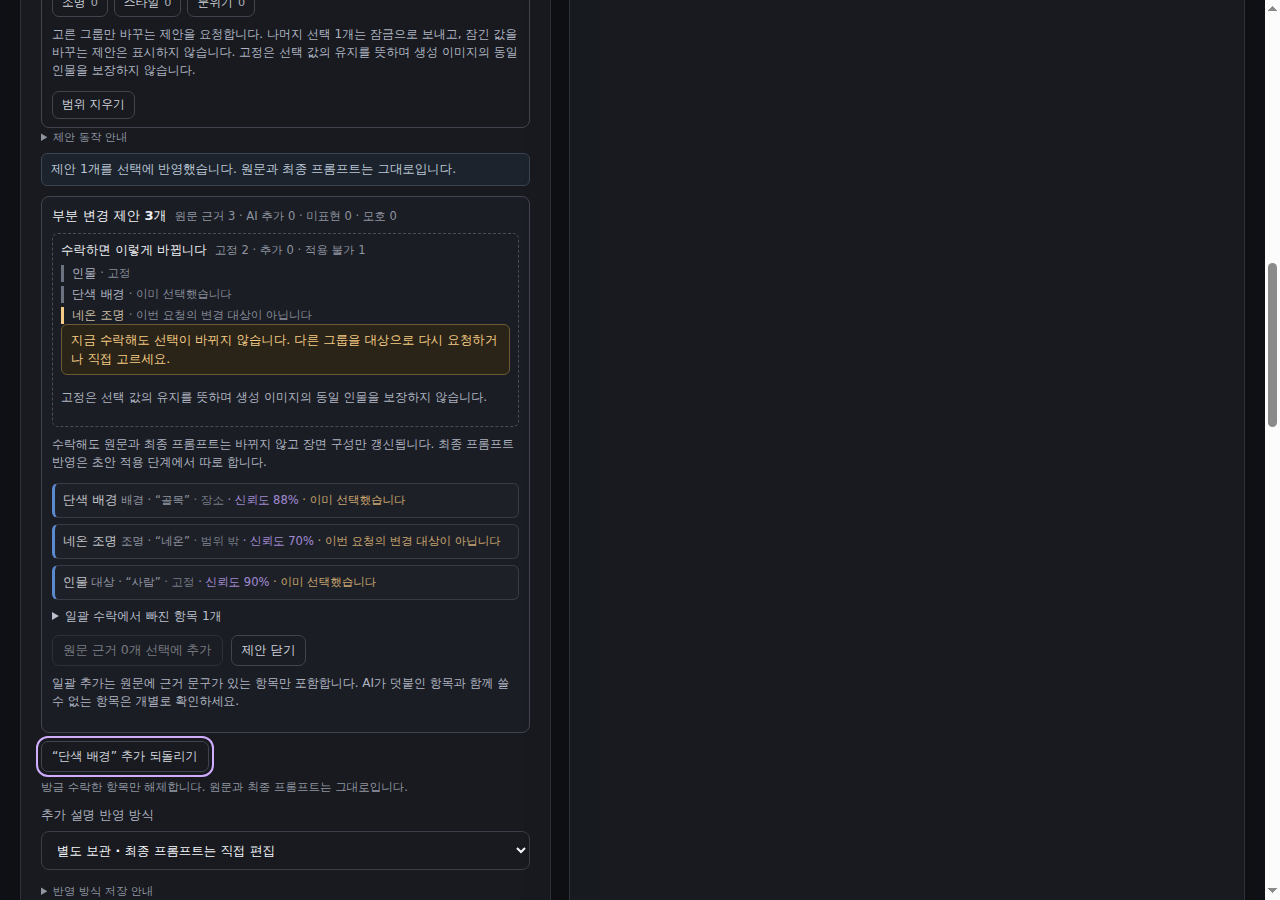 조명 0 스타일 0 분위기 0
고른 그룹만 바꾸는 제안을 요청합니다. 나머지 선택 1개는 잠금으로 보내고, 잠긴 값을
바꾸는 제안은 표시하지 않습니다. 고정은 선택 값의 유지를 뜻하며 생성 이미지의 동일
인물을 보장하지 않습니다.
범위 지우기
▶ 제안 동작 안내
제안 1개를 선택에 반영했습니다. 원문과 최종 프롬프트는 그대로입니다.
부분 변경 제안 3개 원문 근거 3 · AI 추가 0 · 미표현 0 · 모호 0
수락하면 이렇게 바뀝니다 고정 2 · 추가 0 · 적용 불가 1
인물 · 고정
단색 배경 · 이미 선택했습니다
네온 조명 · 이번 요청의 변경 대상이 아닙니다
지금 수락해도 선택이 바뀌지 않습니다. 다른 그룹을 대상으로 다시 요청하거
나 직접 고르세요.
고정은 선택 값의 유지를 뜻하며 생성 이미지의 동일 인물을 보장하지 않습니다.
수락해도 원문과 최종 프롬프트는 바뀌지 않고 장면 구성만 갱신됩니다. 최종 프롬프트
반영은 초안 적용 단계에서 따로 합니다.
단색 배경 배경 · “골목” · 장소 · 신뢰도 88% · 이미 선택했습니다
네온 조명 조명 · “네온” · 범위 밖 · 신뢰도 70% · 이번 요청의 변경 대상이 아닙니다
인물 대상 · “사람” · 고정 · 신뢰도 90% · 이미 선택했습니다
▶ 일괄 수락에서 빠진 항목 1개
원문 근거 0개 선택에 추가 제안 닫기
일괄 추가는 원문에 근거 문구가 있는 항목만 포함합니다. AI가 덧붙인 항목과 함께 쓸
수 없는 항목은 개별로 확인하세요.
“단색 배경” 추가 되돌리기
방금 수락한 항목만 해제합니다. 원문과 최종 프롬프트는 그대로입니다.
추가 설명 반영 방식
별도 보관 · 최종 프롬프트는 직접 편집
▶ 반영 방식 저장 안내